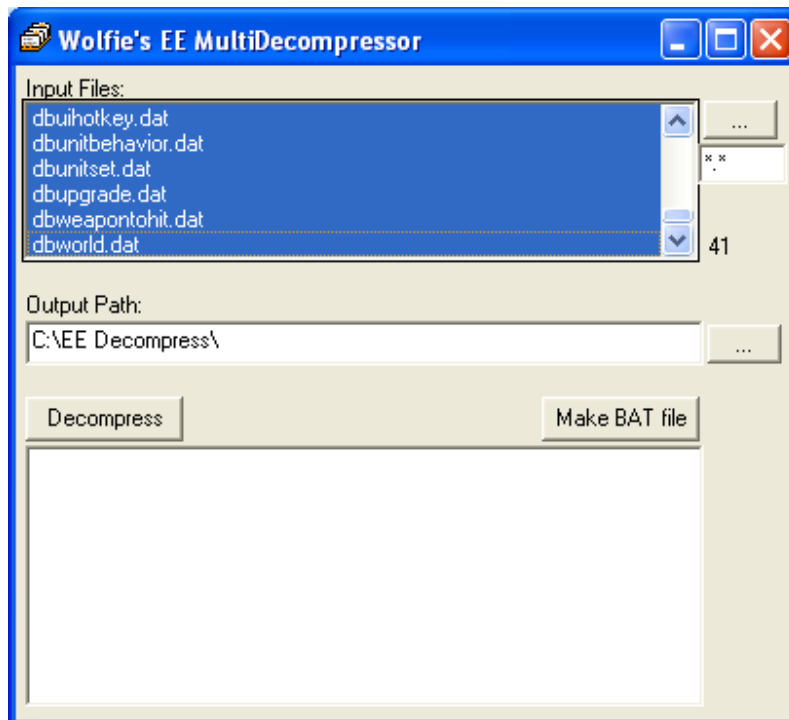 Wolfie's EE MultiDecompressor
Input Files:
dbuihotkey.dat
dbunitbehavior.dat
dbunitset.dat
dbupgrade.dat
dbweapontohit.dat
dbworld.dat
...
*.*
41
Output Path:
C:\EE Decompress\
...
Decompress
Make BAT file